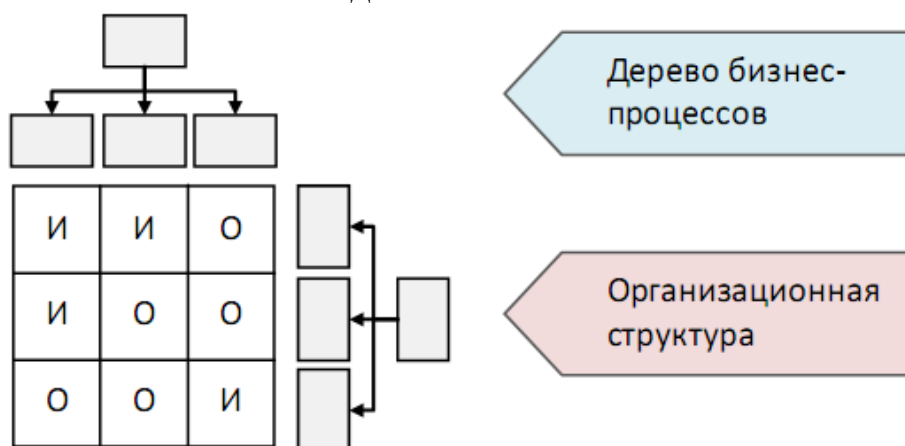 Дерево бизнес-
процессов
И И О
И О О
О О И
Организационная
структура